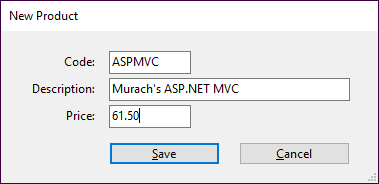 New Product
Code: ASPMVC
Description: Murach's ASP.NET MVC
Price: 61.50
Save Cancel